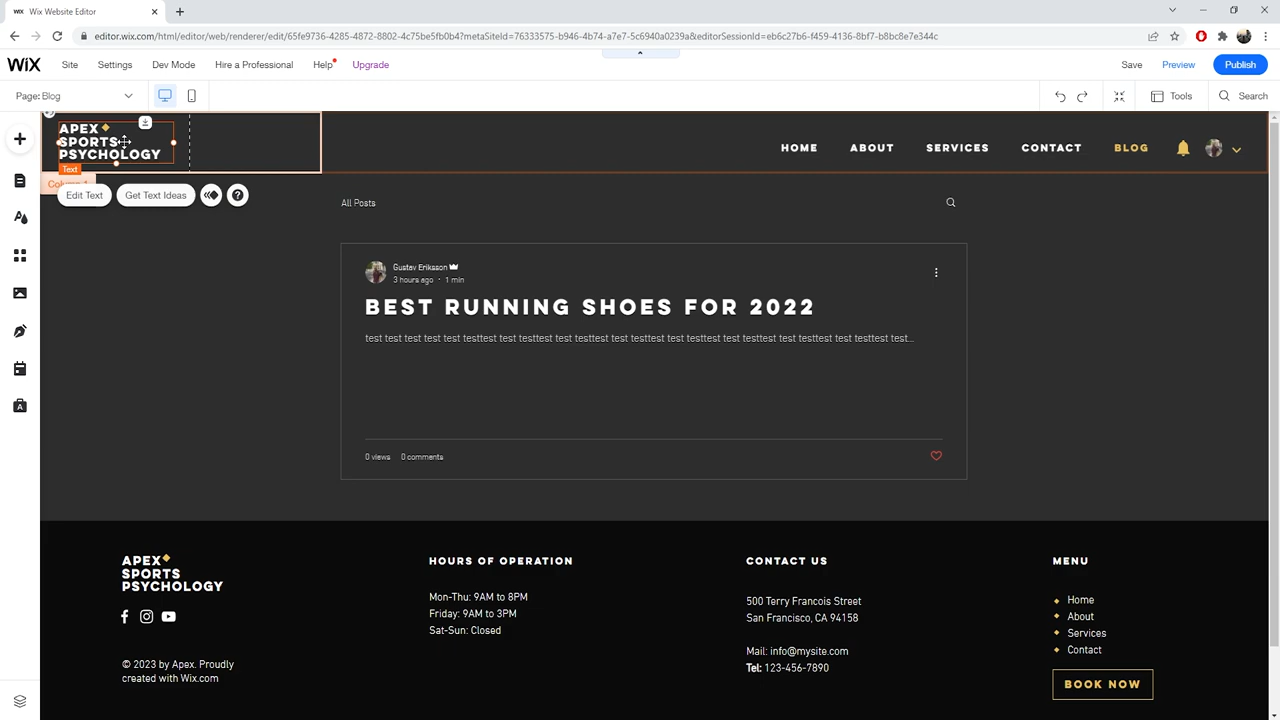 Wix Website Editor
editor.wix.com/html/editor/web/renderer/edit/65fe9736-4285-4872-8802-4c75be5fb0b4?metaSiteId=76333575-b946-4b74-a7e7-5c6940a0239a&editorSessionId=eb6c27b6-f459-4136-8bf7-b8bc8e7e344c
WiX Site Settings Dev Mode Hire a Professional Help Upgrade Save Preview Publish
Page: Blog Tools Search
APEX
SPORTS
PSYCHOLOGY
HOME ABOUT SERVICES CONTACT BLOG
Text
Column 1
Edit Text Get Text Ideas ?
All Posts
Gustav Eriksson
3 hours ago · 1 min
BEST RUNNING SHOES FOR 2022
test test test test test testtest test test testtest test testtest test testtest test testtest test testtest test testtest test...
0 views 0 comments
APEX
SPORTS
PSYCHOLOGY
© 2023 by Apex. Proudly
created with Wix.com
HOURS OF OPERATION
Mon-Thu: 9AM to 8PM
Friday: 9AM to 3PM
Sat-Sun: Closed
CONTACT US
500 Terry Francois Street
San Francisco, CA 94158
Mail: info@mysite.com
Tel: 123-456-7890
MENU
Home
About
Services
Contact
BOOK NOW